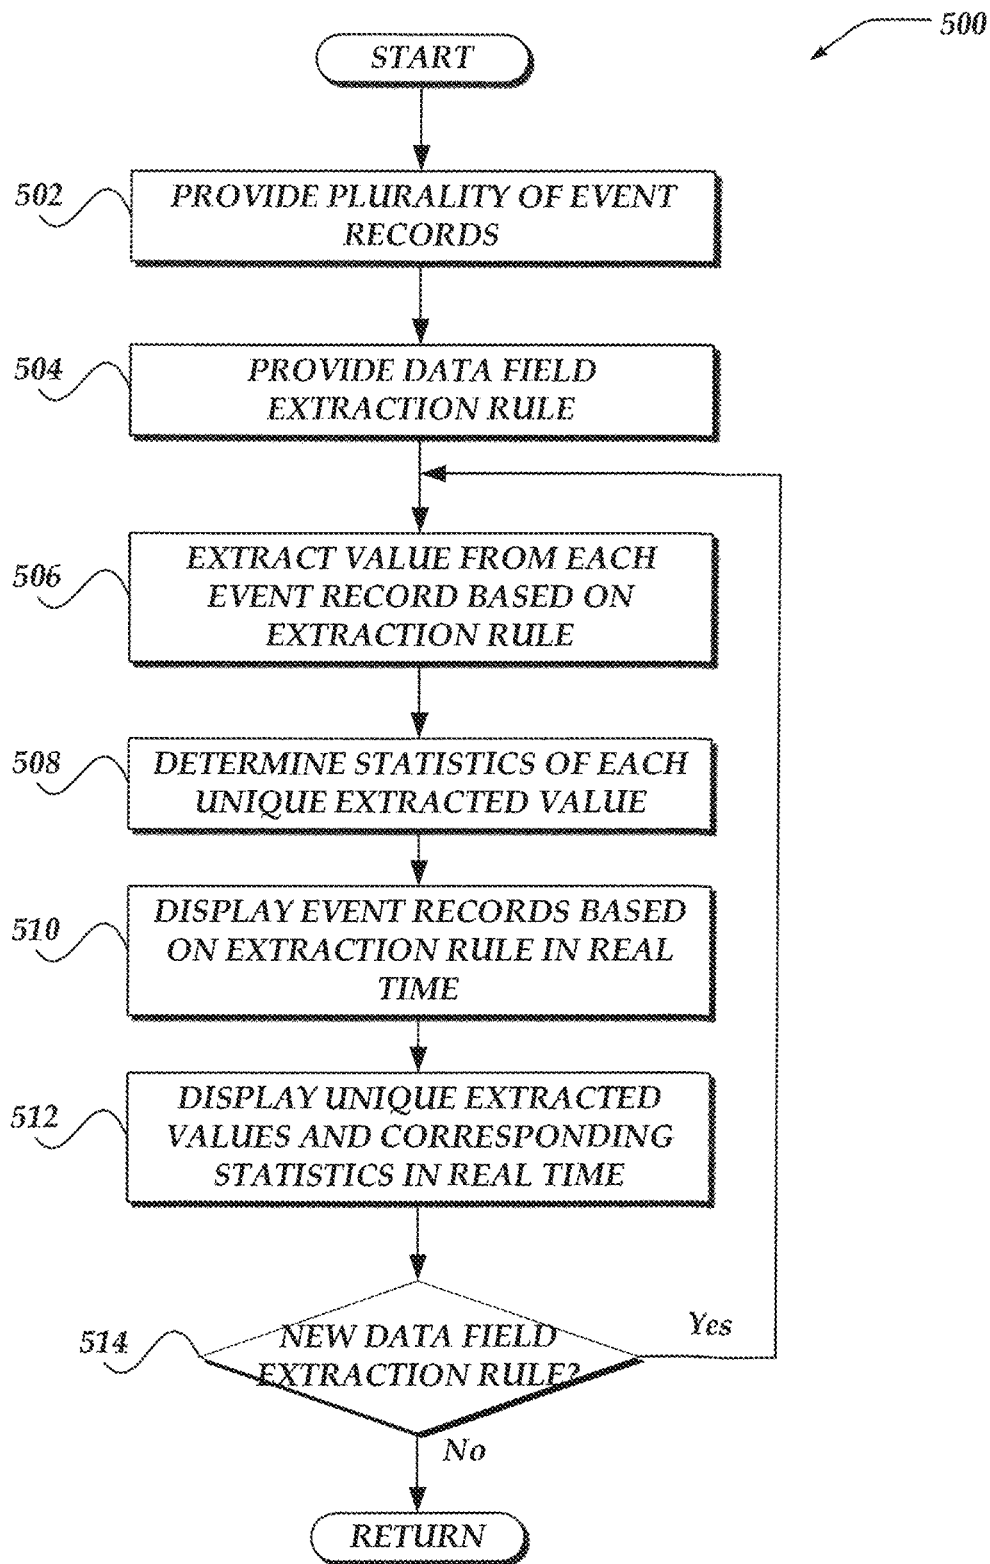 500
START
502
PROVIDE PLURALITY OF EVENT
RECORDS
504
PROVIDE DATA FIELD
EXTRACTION RULE
506
EXTRACT VALUE FROM EACH
EVENT RECORD BASED ON
EXTRACTION RULE
508
DETERMINE STATISTICS OF EACH
UNIQUE EXTRACTED VALUE
510
DISPLAY EVENT RECORDS BASED
ON EXTRACTION RULE IN REAL
TIME
512
DISPLAY UNIQUE EXTRACTED
VALUES AND CORRESPONDING
STATISTICS IN REAL TIME
514
NEW DATA FIELD
EXTRACTION RULE?
Yes
No
RETURN